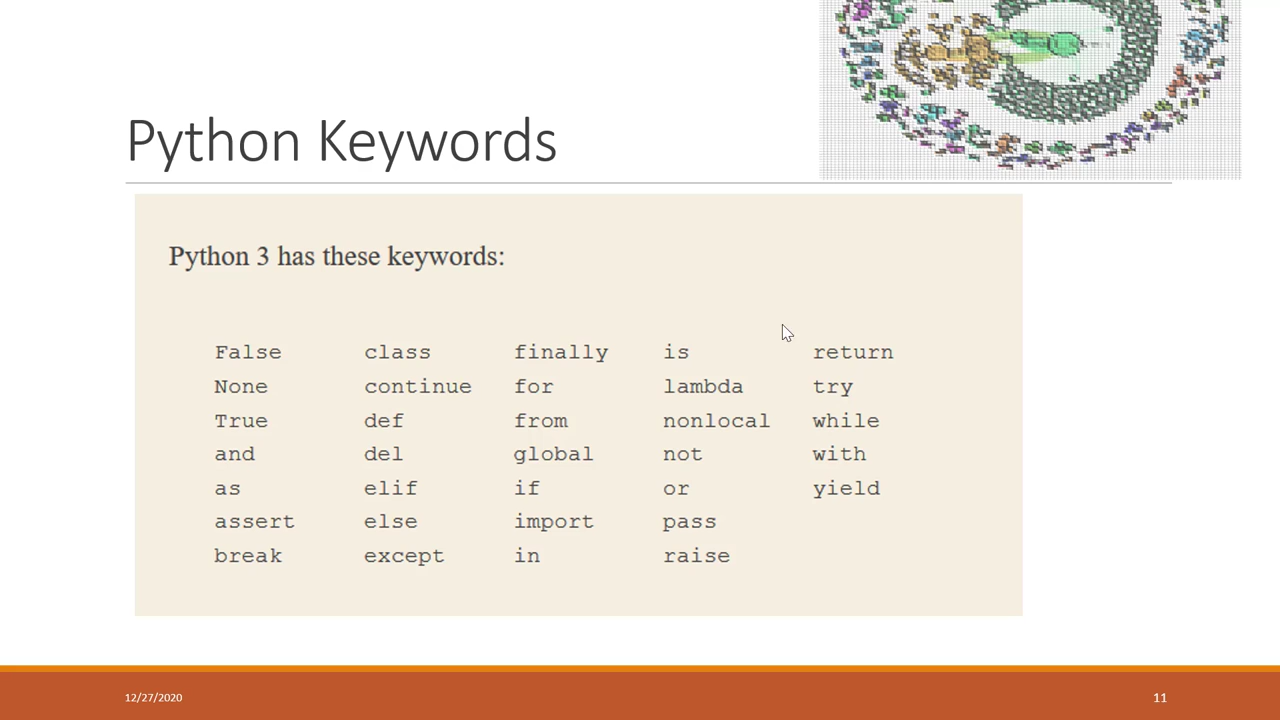 Python Keywords
Python 3 has these keywords:
False class finally is return
None continue for lambda try
True def from nonlocal while
and del global not with
as elif if or yield
assert else import pass
break except in raise
12/27/2020
11